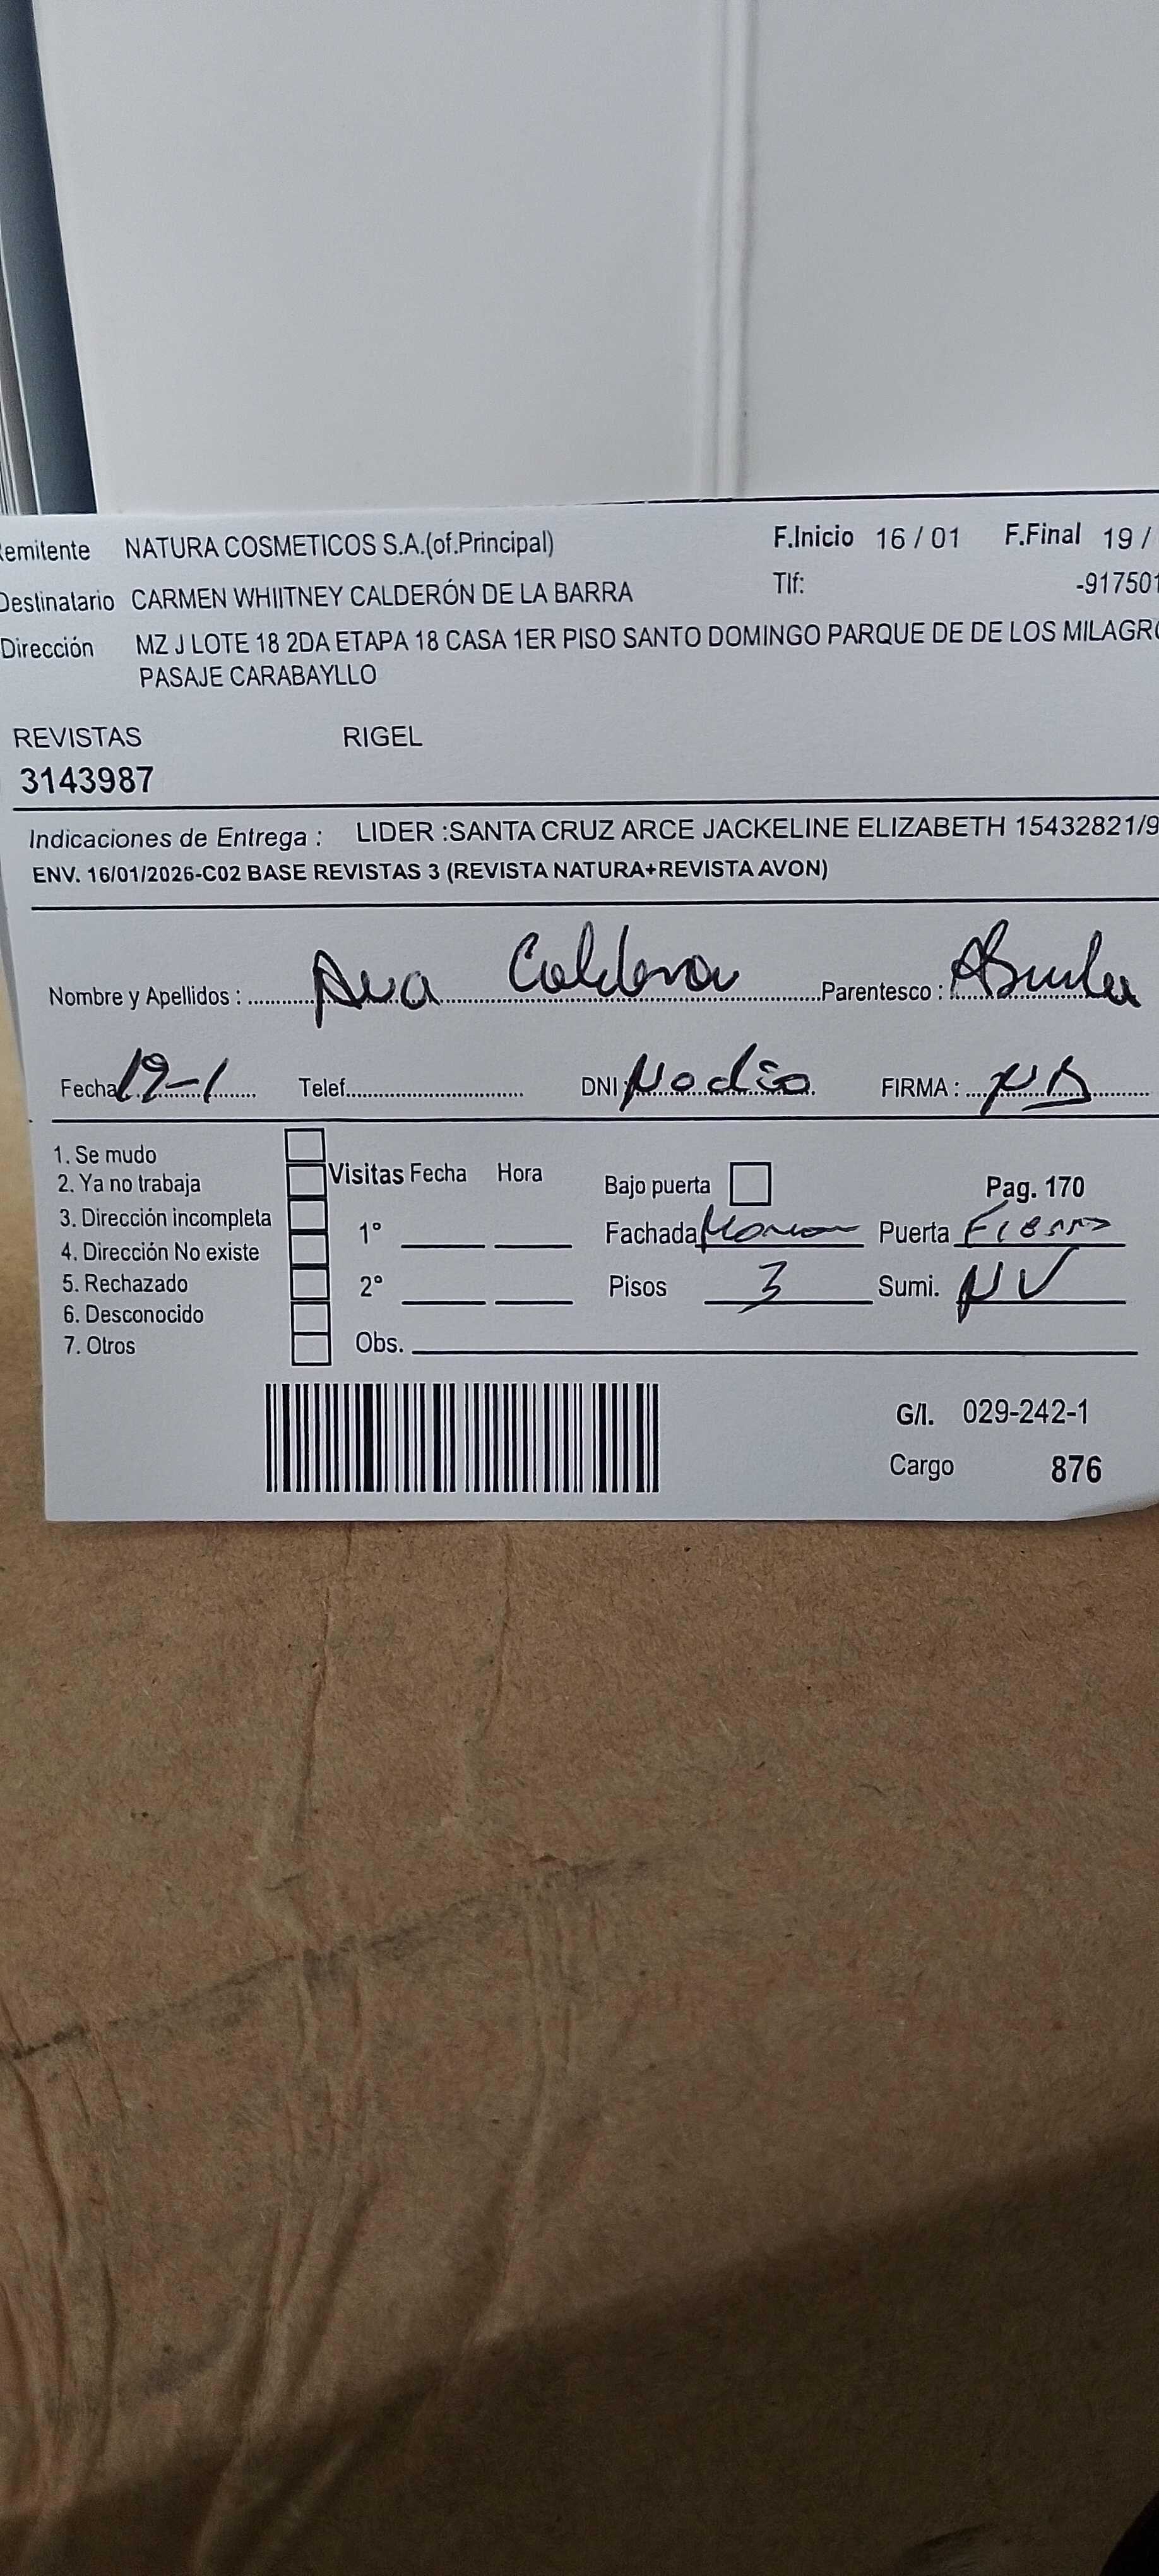 Remitente NATURA COSMETICOS S.A.(of.Principal) F.Inicio 16 / 01 F.Final 19 /
Destinatario CARMEN WHIITNEY CALDERÓN DE LA BARRA Tlf: -917501
Dirección MZ J LOTE 18 2DA ETAPA 18 CASA 1ER PISO SANTO DOMINGO PARQUE DE DE LOS MILAGRO
PASAJE CARABAYLLO
REVISTAS RIGEL
3143987
Indicaciones de Entrega : LIDER :SANTA CRUZ ARCE JACKELINE ELIZABETH 15432821/9
ENV. 16/01/2026-C02 BASE REVISTAS 3 (REVISTA NATURA+REVISTA AVON)
Nombre y Apellidos : Ana Calderon Parentesco : Abuela
Fecha 19-1 Telef. DNI: No dio FIRMA :
1. Se mudo
2. Ya no trabaja Visitas Fecha Hora Bajo puerta Pag. 170
3. Dirección incompleta 1° Fachada Puerta Fierro
4. Dirección No existe
5. Rechazado 2° Pisos 3 Sumi. NV
6. Desconocido
7. Otros Obs.
G/I. 029-242-1
Cargo 876